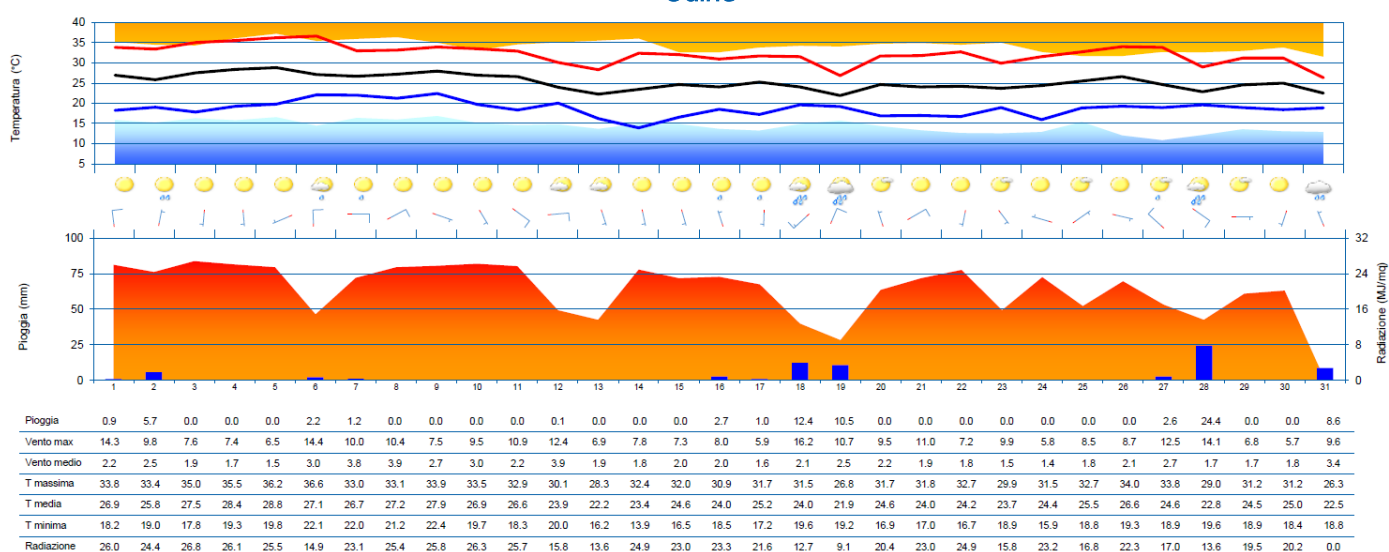 Udine
Temperatura (°C)
40
35
30
25
20
15
10
5
Pioggia (mm)
100
75
50
25
0
Radiazione (MJ/mq)
32
24
16
8
0
1 2 3 4 5 6 7 8 9 10 11 12 13 14 15 16 17 18 19 20 21 22 23 24 25 26 27 28 29 30 31
Pioggia 0.9 5.7 0.0 0.0 0.0 2.2 1.2 0.0 0.0 0.0 0.0 0.1 0.0 0.0 0.0 2.7 1.0 12.4 10.5 0.0 0.0 0.0 0.0 0.0 0.0 0.0 2.6 24.4 0.0 0.0 8.6
Vento max 14.3 9.8 7.6 7.4 6.5 14.4 10.0 10.4 7.5 9.5 10.9 12.4 6.9 7.8 7.3 8.0 5.9 16.2 10.7 9.5 11.0 7.2 9.9 5.8 8.5 8.7 12.5 14.1 6.8 5.7 9.6
Vento medio 2.2 2.5 1.9 1.7 1.5 3.0 3.8 3.9 2.7 3.0 2.2 3.9 1.9 1.8 2.0 2.0 1.6 2.1 2.5 2.2 1.9 1.8 1.5 1.4 1.8 2.1 2.7 1.7 1.7 1.8 3.4
T massima 33.8 33.4 35.0 35.5 36.2 36.6 33.0 33.1 33.9 33.5 32.9 30.1 28.3 32.4 32.0 30.9 31.7 31.5 26.8 31.7 31.8 32.7 29.9 31.5 32.7 34.0 33.8 29.0 31.2 31.2 26.3
T media 26.9 25.8 27.5 28.4 28.8 27.1 26.7 27.2 27.9 26.9 26.6 23.9 22.2 23.4 24.6 24.0 25.2 24.0 21.9 24.6 24.0 24.2 23.7 24.4 25.5 26.6 24.6 22.8 24.5 25.0 22.5
T minima 18.2 19.0 17.8 19.3 19.8 22.1 22.0 21.2 22.4 19.7 18.3 20.0 16.2 13.9 16.5 18.5 17.2 19.6 19.2 16.9 17.0 16.7 18.9 15.9 18.8 19.3 18.9 19.6 18.9 18.4 18.8
Radiazione 26.0 24.4 26.8 26.1 25.5 14.9 23.1 25.4 25.8 26.3 25.7 15.8 13.6 24.9 23.0 23.3 21.6 12.7 9.1 20.4 23.0 24.9 15.8 23.2 16.8 22.3 17.0 13.6 19.5 20.2 0.0